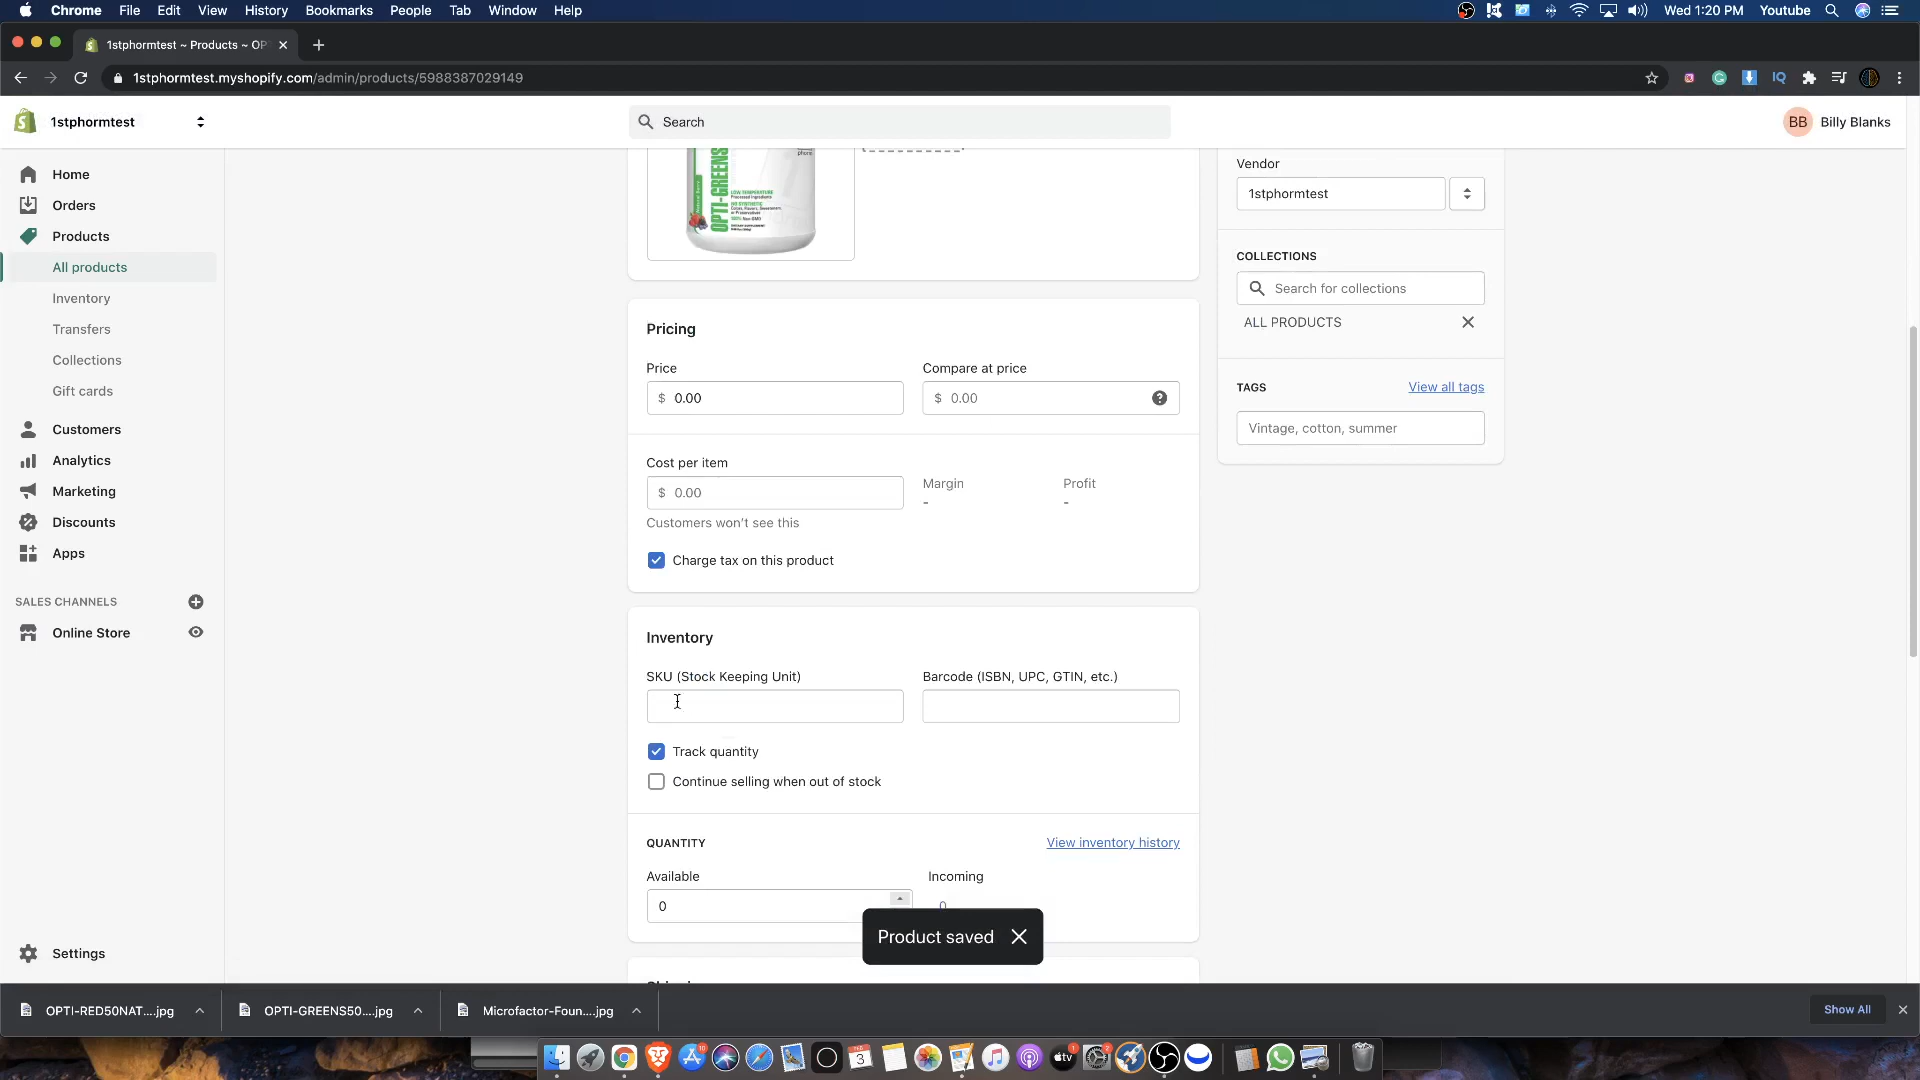 Chrome File Edit View History Bookmarks People Tab Window Help Wed 1:20 PM Youtube
1stphormtest ~ Products ~ OP
1stphormtest.myshopify.com/admin/products/5988387029149
1stphormtest
Search
BB Billy Blanks
Home
Orders
Products
All products
Inventory
Transfers
Collections
Gift cards
Customers
Analytics
Marketing
Discounts
Apps
SALES CHANNELS
Online Store
Settings
OPTI-GREENS
LOW TEMPERATURE
Pricing
Price
$ 0.00
Compare at price
$ 0.00
Cost per item
$ 0.00
Customers won't see this
Margin
-
Profit
-
Charge tax on this product
Inventory
SKU (Stock Keeping Unit)
Barcode (ISBN, UPC, GTIN, etc.)
Track quantity
Continue selling when out of stock
QUANTITY
View inventory history
Available
0
Incoming
0
Product saved
Vendor
1stphormtest
COLLECTIONS
Search for collections
ALL PRODUCTS
TAGS
View all tags
Vintage, cotton, summer
OPTI-RED50NAT....jpg
OPTI-GREENS50....jpg
Microfactor-Foun....jpg
Show All